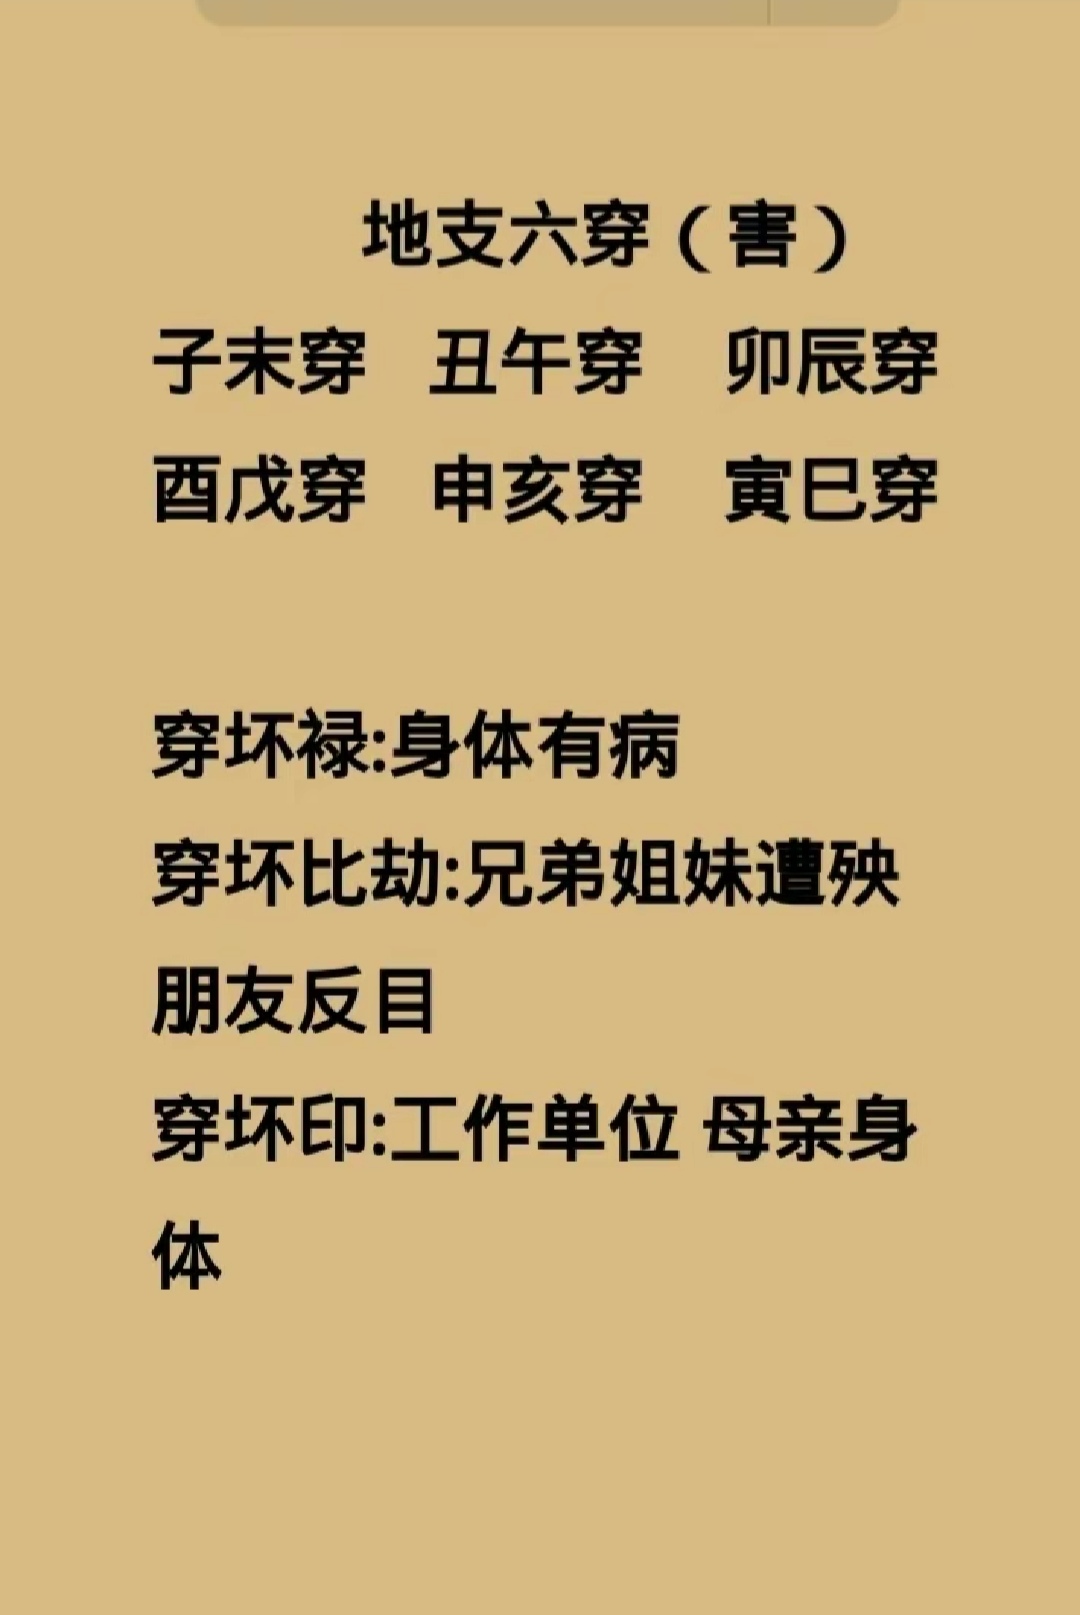 地支六穿（害）
子末穿 丑午穿 卯辰穿
酉戊穿 申亥穿 寅巳穿
穿坏禄:身体有病
穿坏比劫:兄弟姐妹遭殃
朋友反目
穿坏印:工作单位 母亲身
体